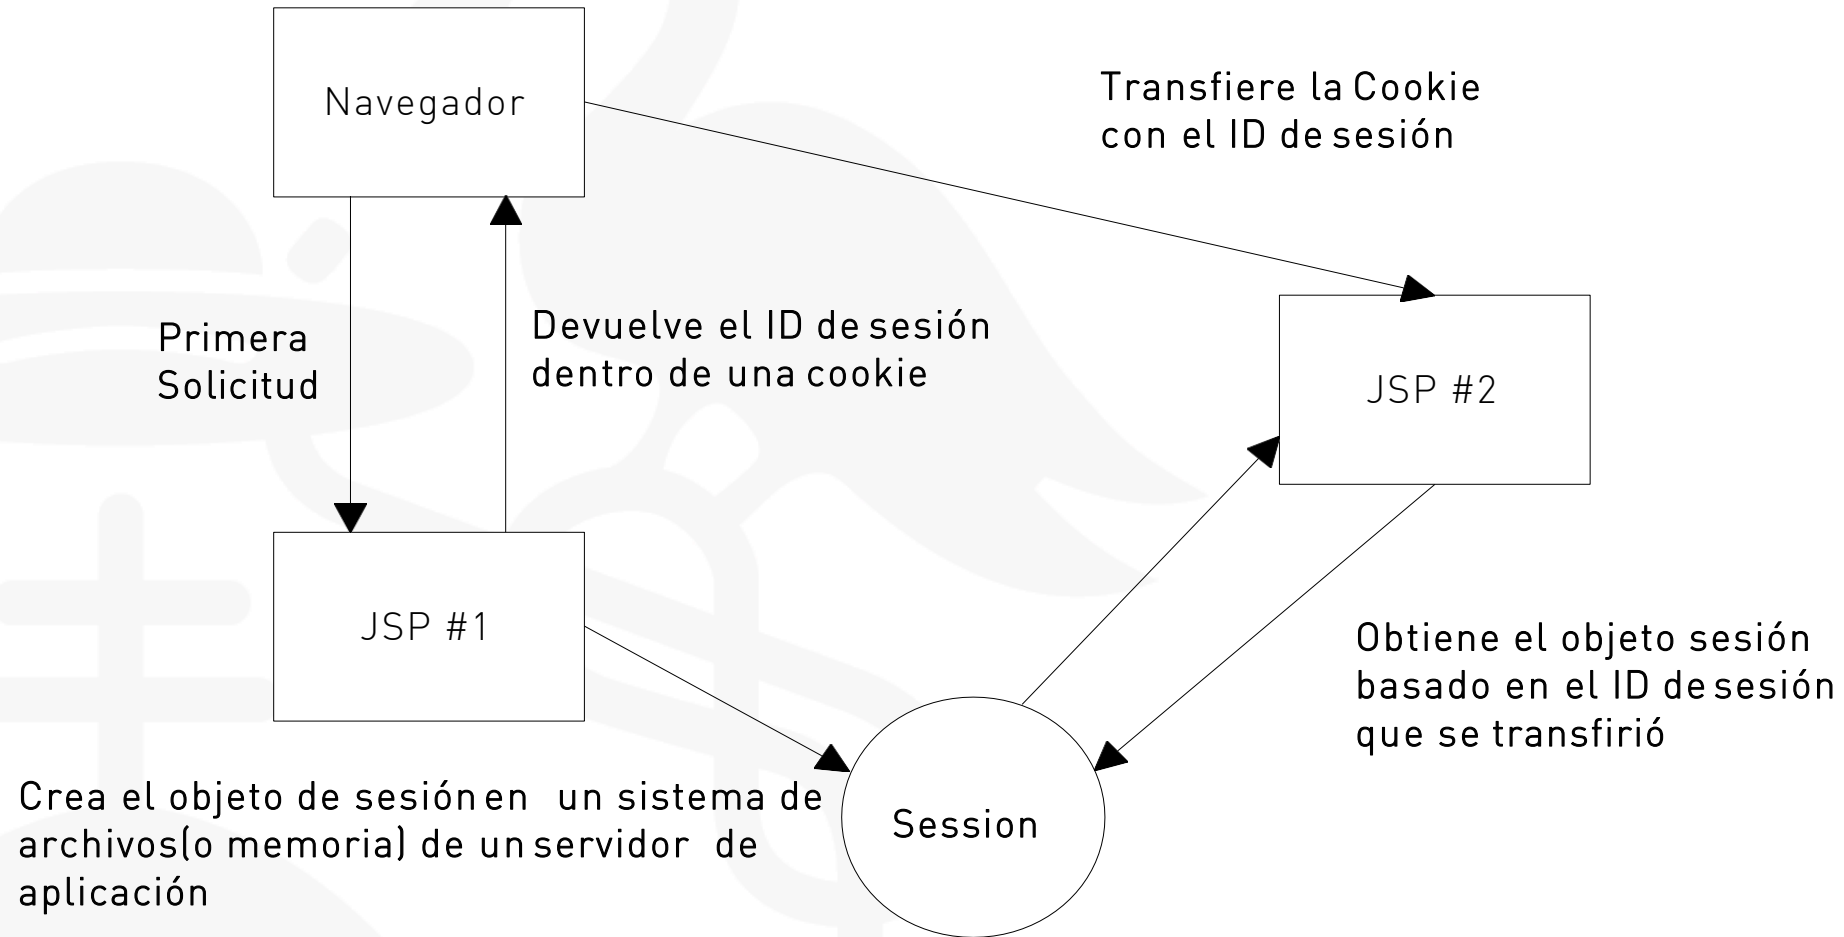 Navegador
Transfiere la Cookie
con el ID de sesión
Primera
Solicitud
Devuelve el ID de sesión
dentro de una cookie
JSP #2
JSP #1
Obtiene el objeto sesión
basado en el ID de sesión
que se transfirió
Crea el objeto de sesión en un sistema de
archivos(o memoria) de un servidor de
aplicación
Session